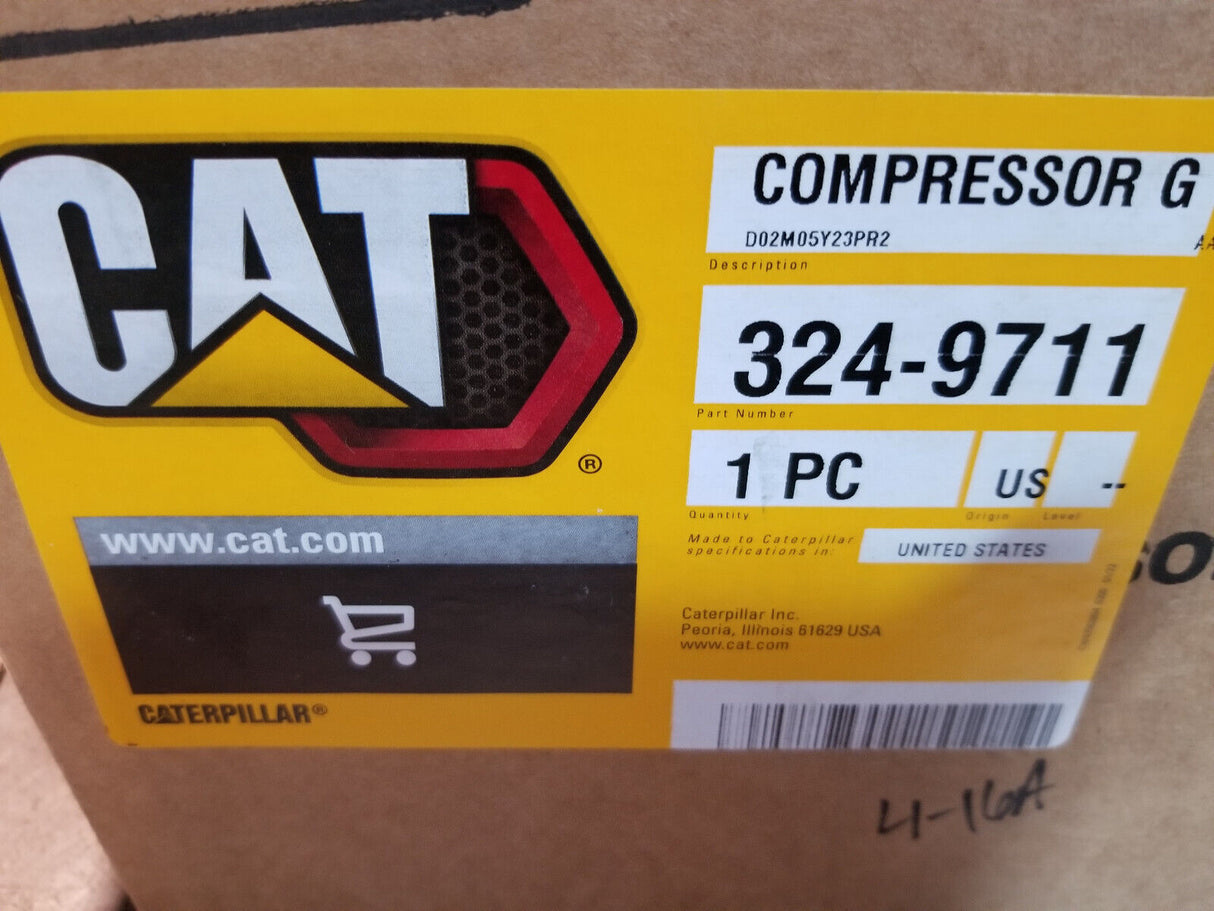 CAT
®
www.cat.com
CATERPILLAR®
COMPRESSOR G
D02M05Y23PR2
Description
324-9711
Part Number
1 PC
US
--
Quantity
Origin
Level
Made to Caterpillar
specifications in:
UNITED STATES
Caterpillar Inc.
Peoria, Illinois 61629 USA
www.cat.com
4-16A